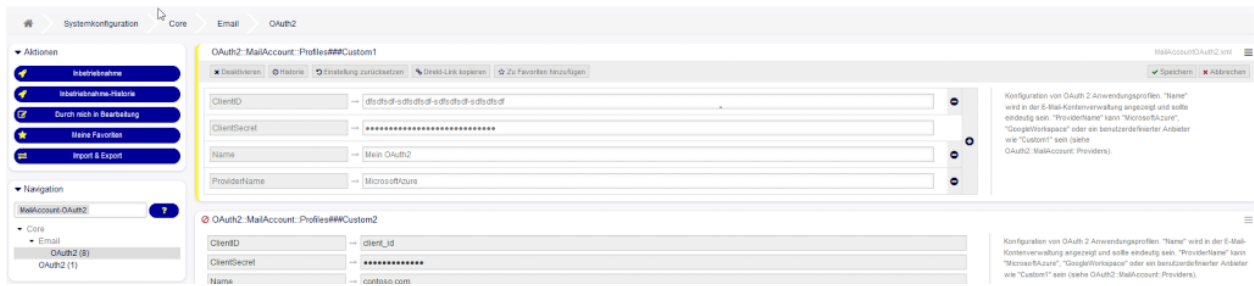 Systemkonfiguration Core Email OAuth2
Aktionen
Inbetriebnahme
Inbetriebnahme-Historie
Durch mich in Bearbeitung
Meine Favoriten
Import & Export
Navigation
MailAccount-OAuth2 ?
Core
Email
OAuth2 (8)
OAuth2 (1)
OAuth2::MailAccount::Profiles###Custom1 MailAccountOAuth2.xml
Deaktivieren Historie Einstellung zurücksetzen Direkt-Link kopieren Zu Favoriten hinzufügen Speichern Abbrechen
ClientID → dfsdfsdf-sdfsdfsdf-sdfsdfsdf-sdfsdfsdf
ClientSecret → •••••••••••••••••••••••••••••
Name → Mein OAuth2
ProviderName → MicrosoftAzure
Konfiguration von OAuth 2 Anwendungsprofilen. "Name"
wird in der E-Mail-Kontenverwaltung angezeigt und sollte
eindeutig sein. "ProviderName" kann "MicrosoftAzure",
"GoogleWorkspace" oder ein benutzerdefinierter Anbieter
wie "Custom1" sein (siehe
OAuth2::MailAccount::Providers).
OAuth2::MailAccount::Profiles###Custom2
ClientID → client_id
ClientSecret → •••••••••••••
Name → contoso.com
Konfiguration von OAuth 2 Anwendungsprofilen. "Name" wird in der E-Mail-
Kontenverwaltung angezeigt und sollte eindeutig sein. "ProviderName" kann
"MicrosoftAzure", "GoogleWorkspace" oder ein benutzerdefinierter Anbieter
wie "Custom1" sein (siehe OAuth2::MailAccount::Providers).